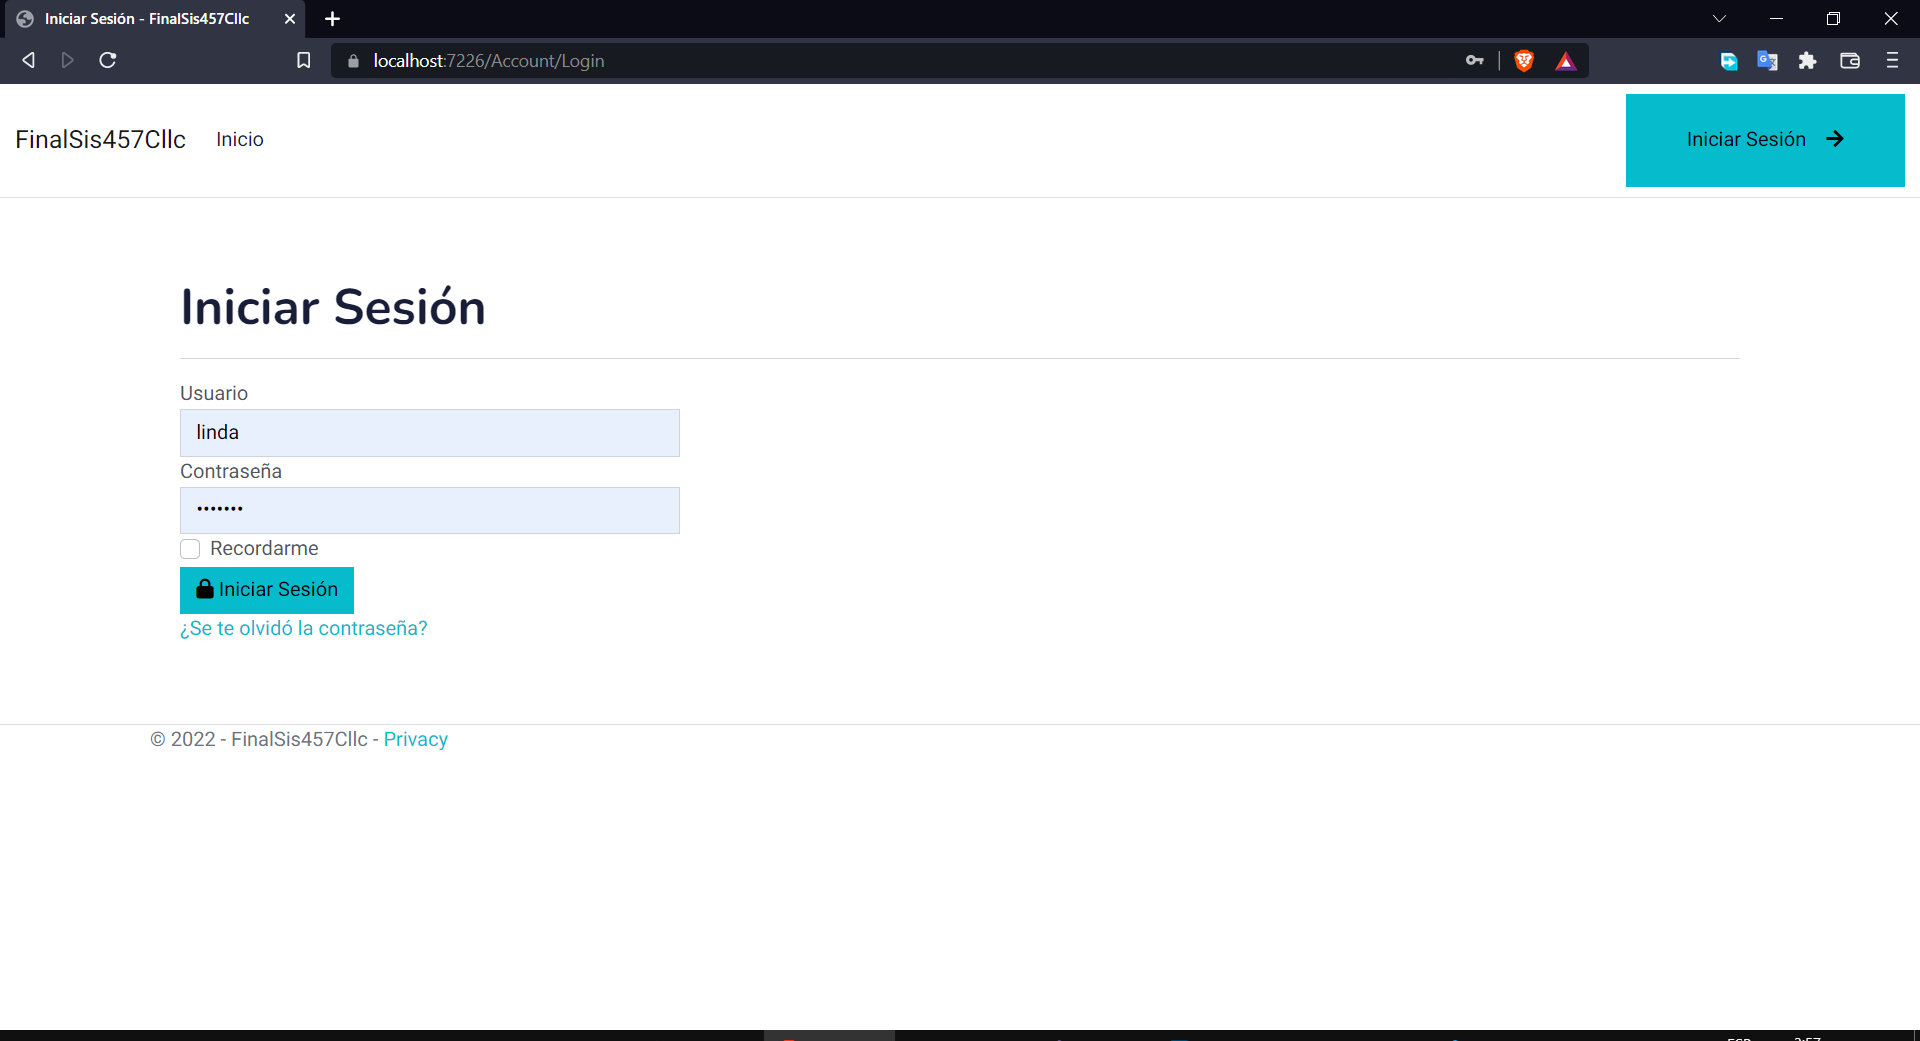 Iniciar Sesión - FinalSis457Cllc
localhost:7226/Account/Login
FinalSis457Cllc Inicio Iniciar Sesión
Iniciar Sesión
Usuario
linda
Contraseña
•••••••
Recordarme
Iniciar Sesión
¿Se te olvidó la contraseña?
© 2022 - FinalSis457Cllc - Privacy